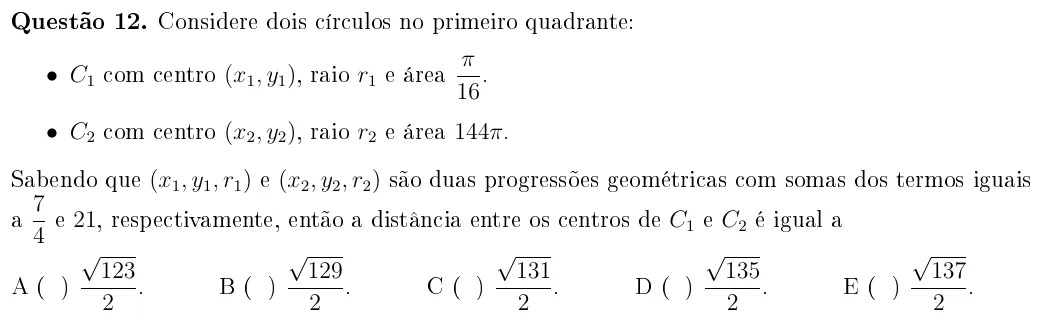 Questão 12. Considere dois círculos no primeiro quadrante:
• C₁ com centro (x₁, y₁), raio r₁ e área π/16.
• C₂ com centro (x₂, y₂), raio r₂ e área 144π.
Sabendo que (x₁, y₁, r₁) e (x₂, y₂, r₂) são duas progressões geométricas com somas dos termos iguais
a 7/4 e 21, respectivamente, então a distância entre os centros de C₁ e C₂ é igual a
A ( ) √123/2. B ( ) √129/2. C ( ) √131/2. D ( ) √135/2. E ( ) √137/2.